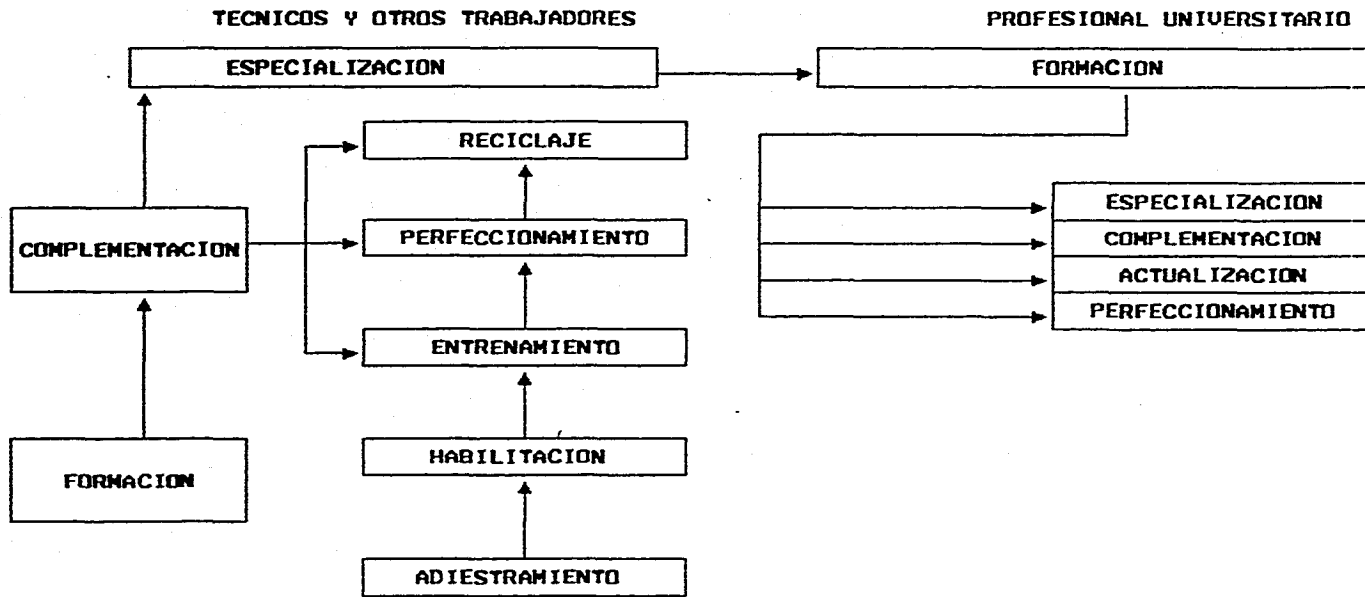 TECNICOS Y OTROS TRABAJADORES
PROFESIONAL UNIVERSITARIO
ESPECIALIZACION
FORMACION
RECICLAJE
COMPLEMENTACION
PERFECCIONAMIENTO
ENTRENAMIENTO
FORMACION
HABILITACION
ADIESTRAMIENTO
ESPECIALIZACION
COMPLEMENTACION
ACTUALIZACION
PERFECCIONAMIENTO